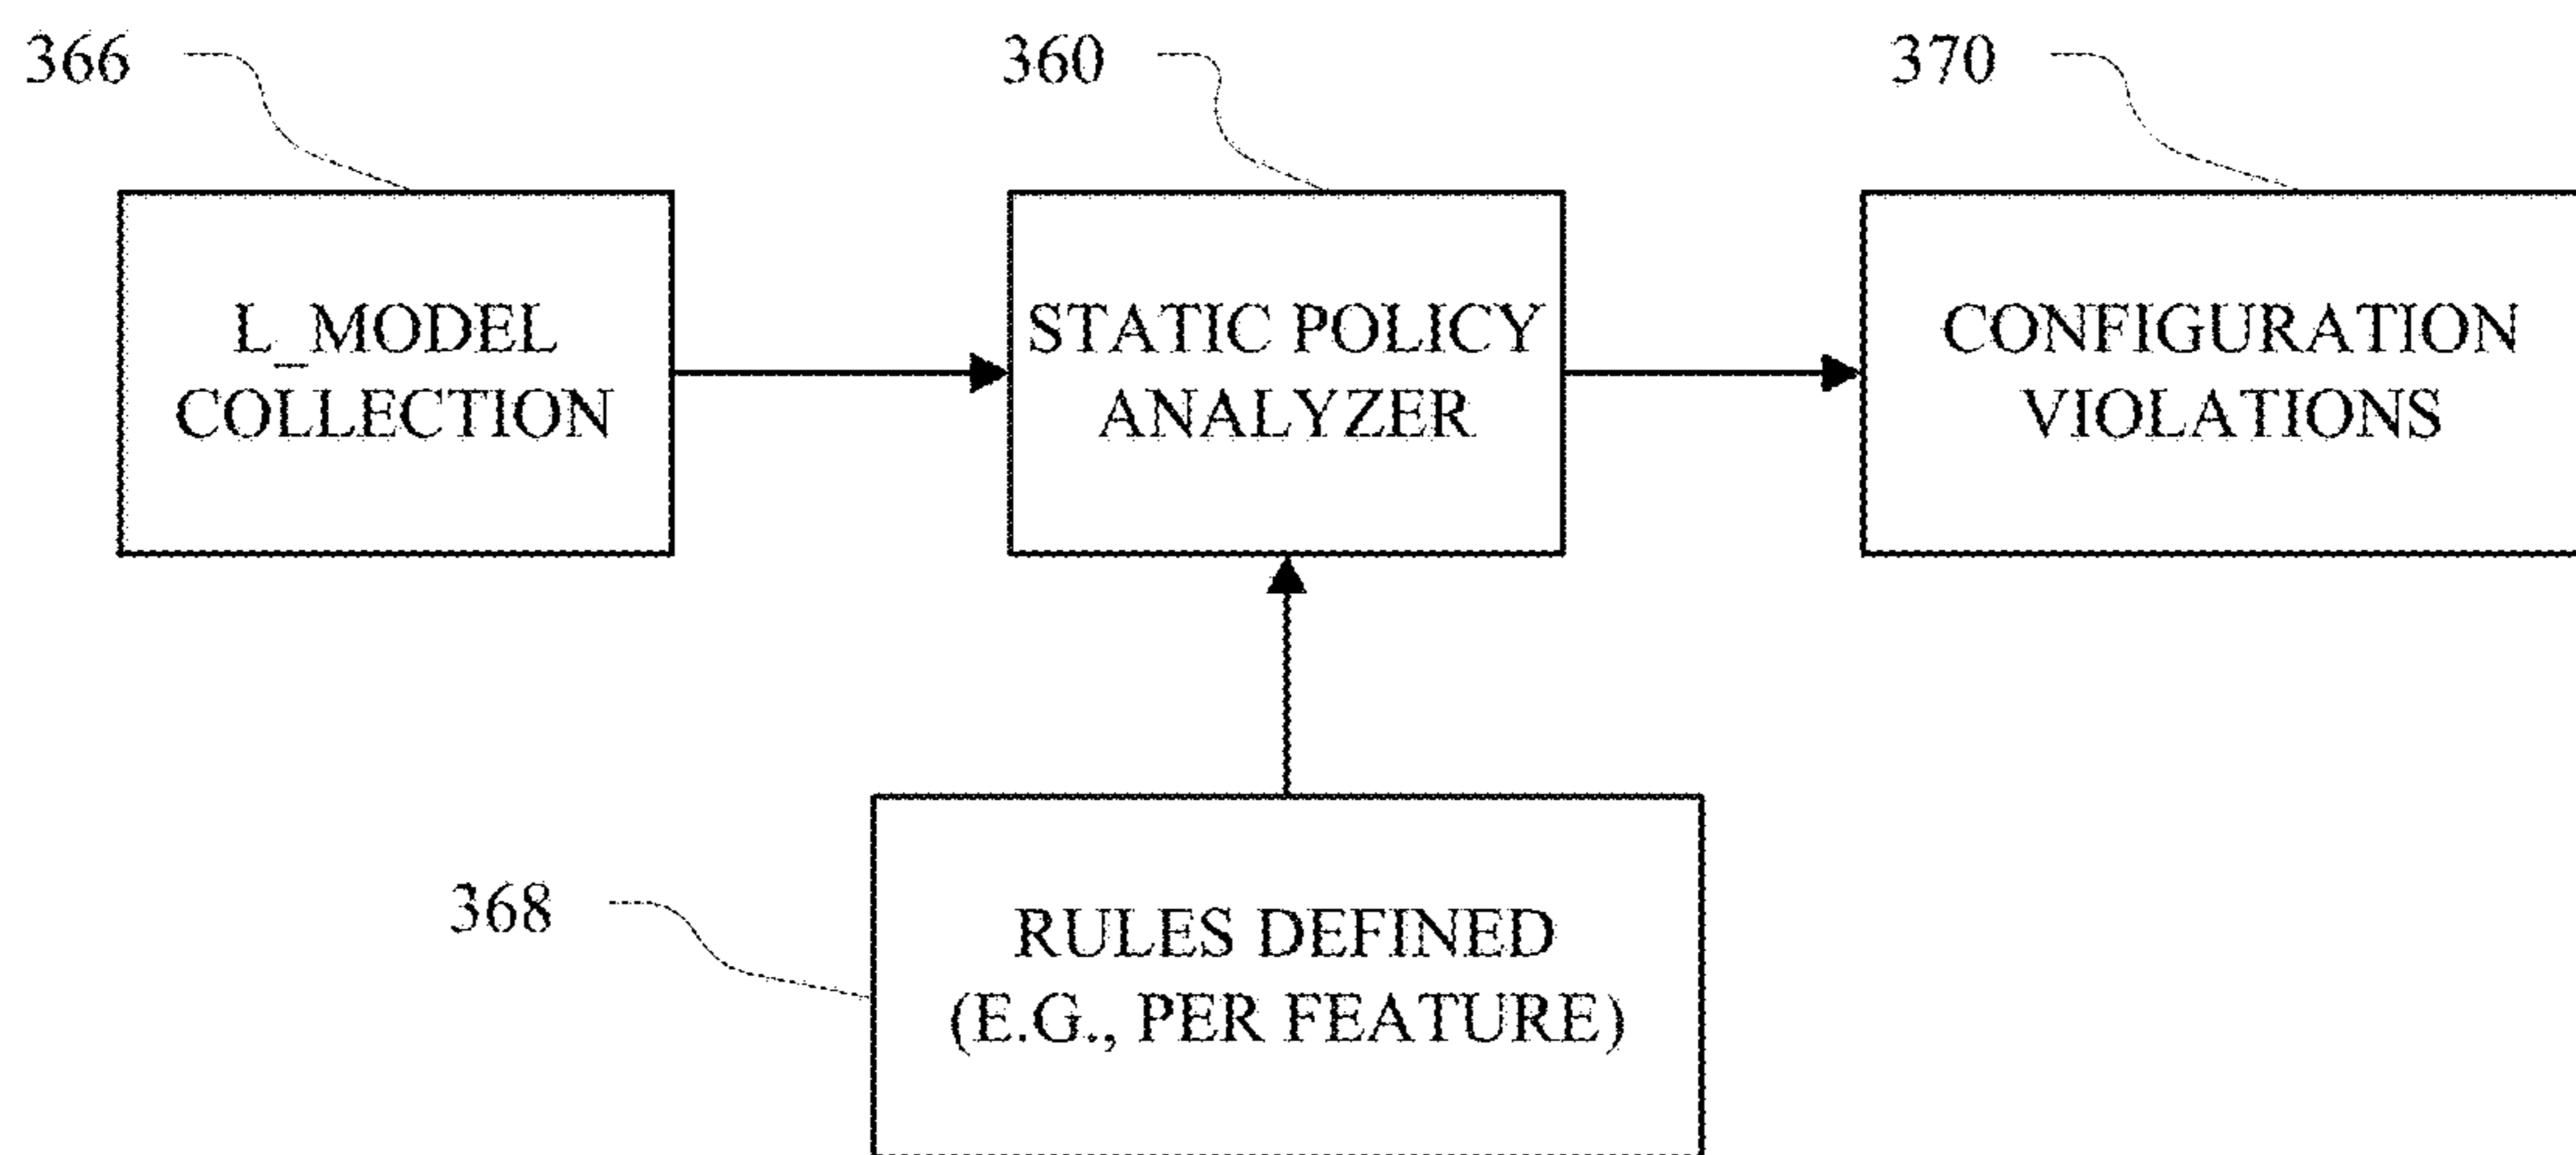 366
360
370
L_MODEL
COLLECTION
STATIC POLICY
ANALYZER
CONFIGURATION
VIOLATIONS
368
RULES DEFINED
(E.G., PER FEATURE)